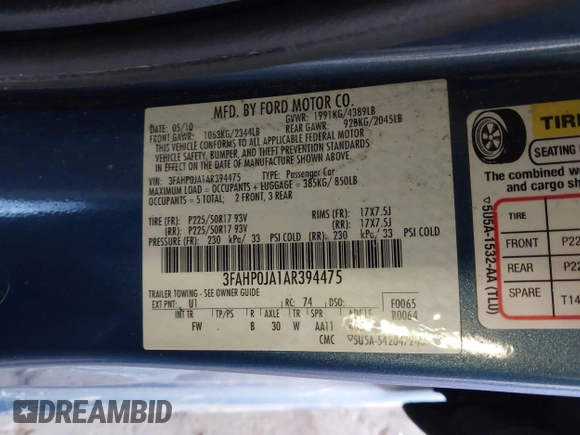 MFD. BY FORD MOTOR CO.
DATE: 05/10 GVWR: 1991KG/4389LB
FRONT GAWR: 1063KG/2344LB REAR GAWR: 928KG/2045LB
THIS VEHICLE CONFORMS TO ALL APPLICABLE FEDERAL MOTOR
VEHICLE SAFETY, BUMPER, AND THEFT PREVENTION STANDARDS
IN EFFECT ON THE DATE OF MANUFACTURE SHOWN ABOVE.
VIN: 3FAHP0JA1AR394475 TYPE: Passenger Car
MAXIMUM LOAD = OCCUPANTS + LUGGAGE = 385KG/ 850LB
OCCUPANTS = 5 TOTAL: 2 FRONT, 3 REAR
TIRE (FR): P225/50R17 93V RIMS (FR): 17X7.5J
(RR): P225/50R17 93V (RR): 17X7.5J
PRESSURE (FR): 230 kPa/ 33 PSI COLD (RR): 230 kPa/ 33 PSI COLD
3FAHP0JA1AR394475
TRAILER TOWING - SEE OWNER GUIDE
EXT PNT: U1 RC: 74 DSO: F0065
R0064
INT TR TP/PS R AXLE TR SPR
FW B 30 W AA11
CMC
TIRE
SEATING
The combined
and cargo
▽5U5A-1532-AA (TL0)
TIRE
FRONT P22
REAR P22
SPARE T14
DREAMBID